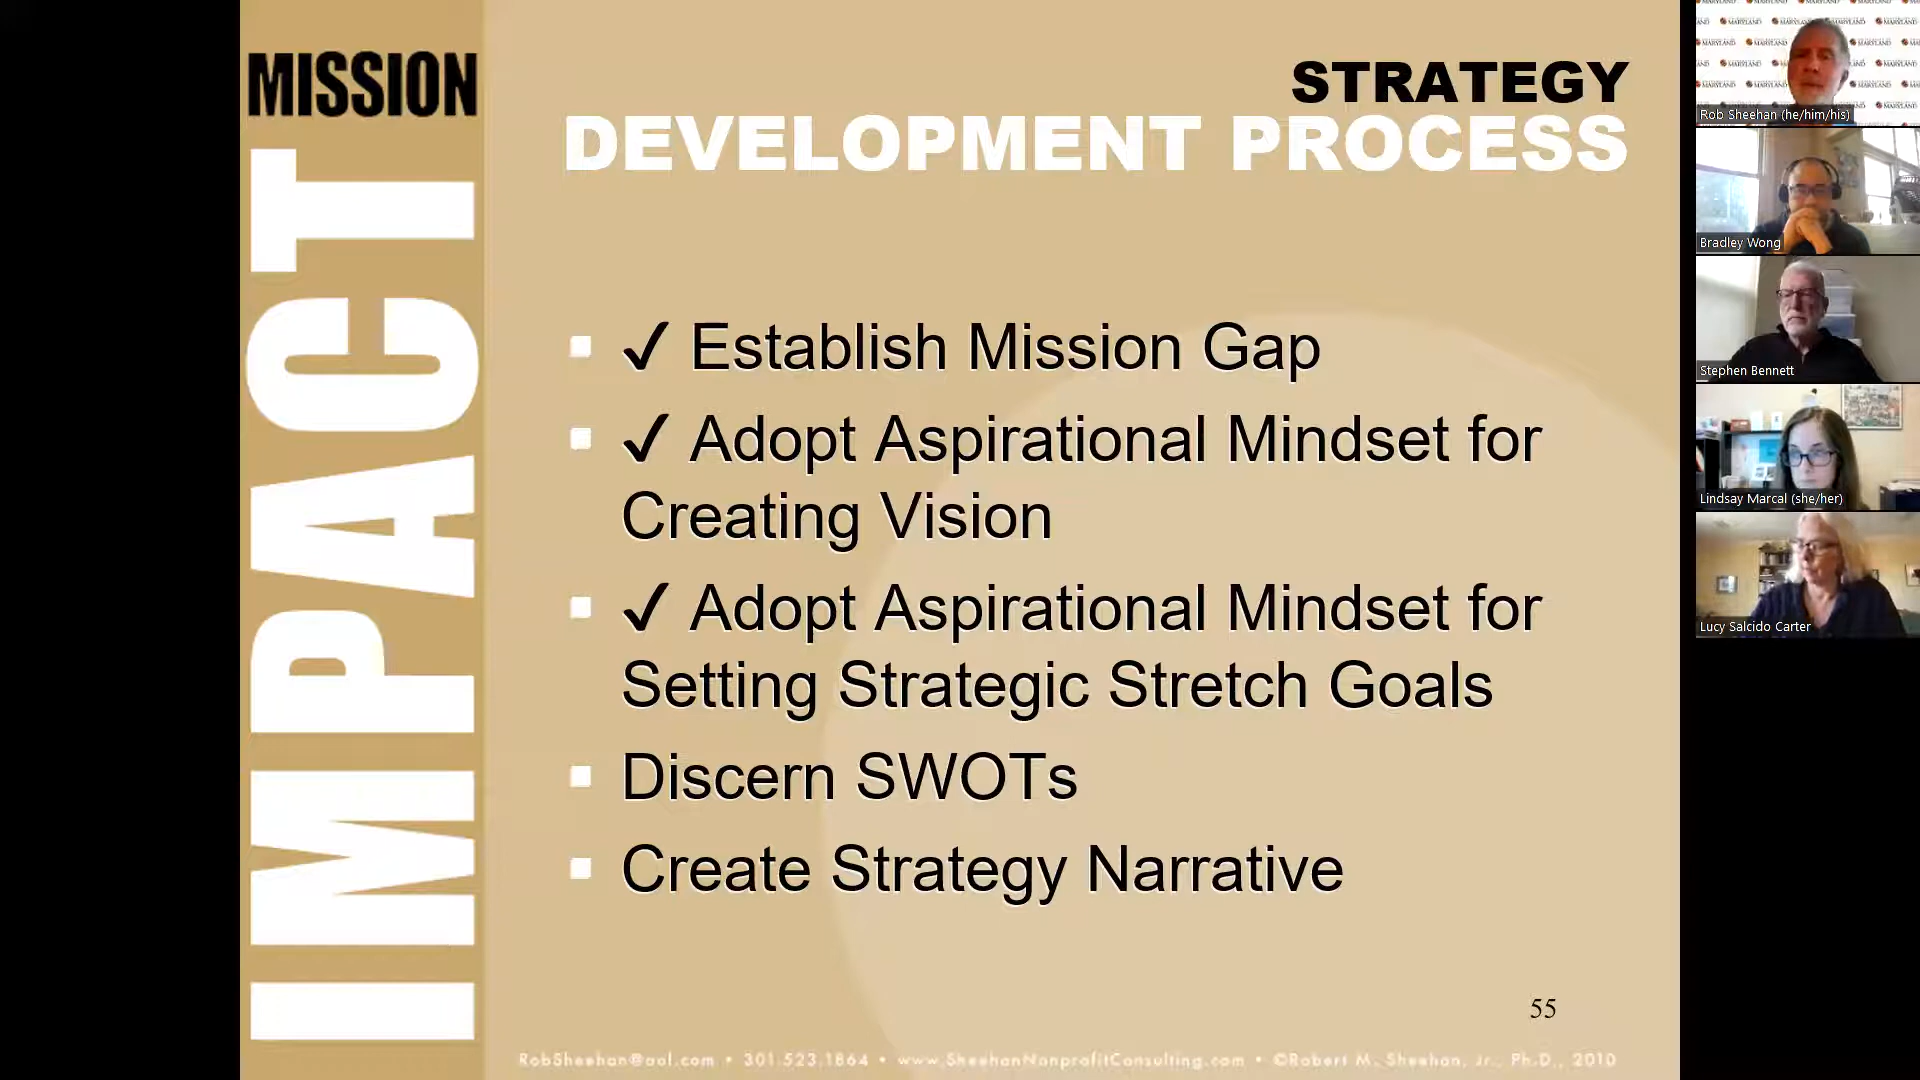 MISSION
IMPACT
STRATEGY
DEVELOPMENT PROCESS
✓ Establish Mission Gap
✓ Adopt Aspirational Mindset for
Creating Vision
✓ Adopt Aspirational Mindset for
Setting Strategic Stretch Goals
Discern SWOTs
Create Strategy Narrative
55
RobSheehan@aol.com • 301.523.1864 • www.SheehanNonprofitConsulting.com • ©Robert M. Sheehan, Jr., Ph.D., 2010
MARYLAND
Rob Sheehan (he/him/his)
Bradley Wong
Stephen Bennett
Lindsay Marcal (she/her)
Lucy Salcido Carter